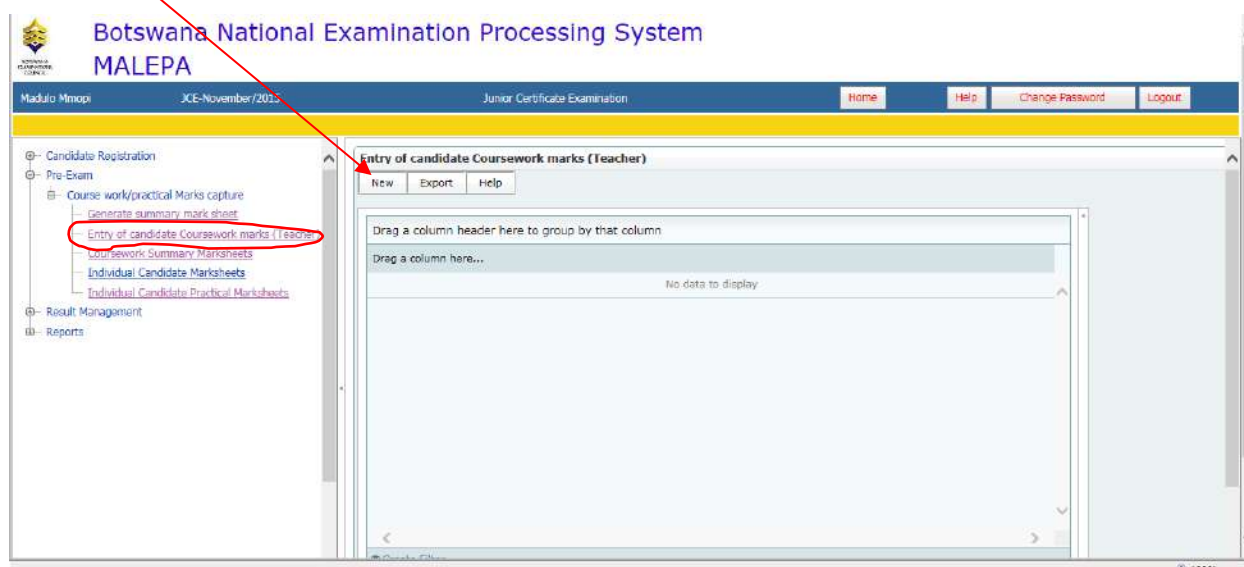 Botswana National Examination Processing System
MALEPA
Madulo Mmopi JCE-November/2015 Junior Certificate Examination Home Help Change Password Logout
Candidate Registration
Pre-Exam
Course work/practical Marks capture
Generate summary mark sheet
Entry of candidate Coursework marks (Teacher
Coursework Summary Marksheets
Individual Candidate Marksheets
Individual Candidate Practical Marksheets
Result Management
Reports
Entry of candidate Coursework marks (Teacher)
New Export Help
Drag a column header here to group by that column
Drag a column here...
No data to display